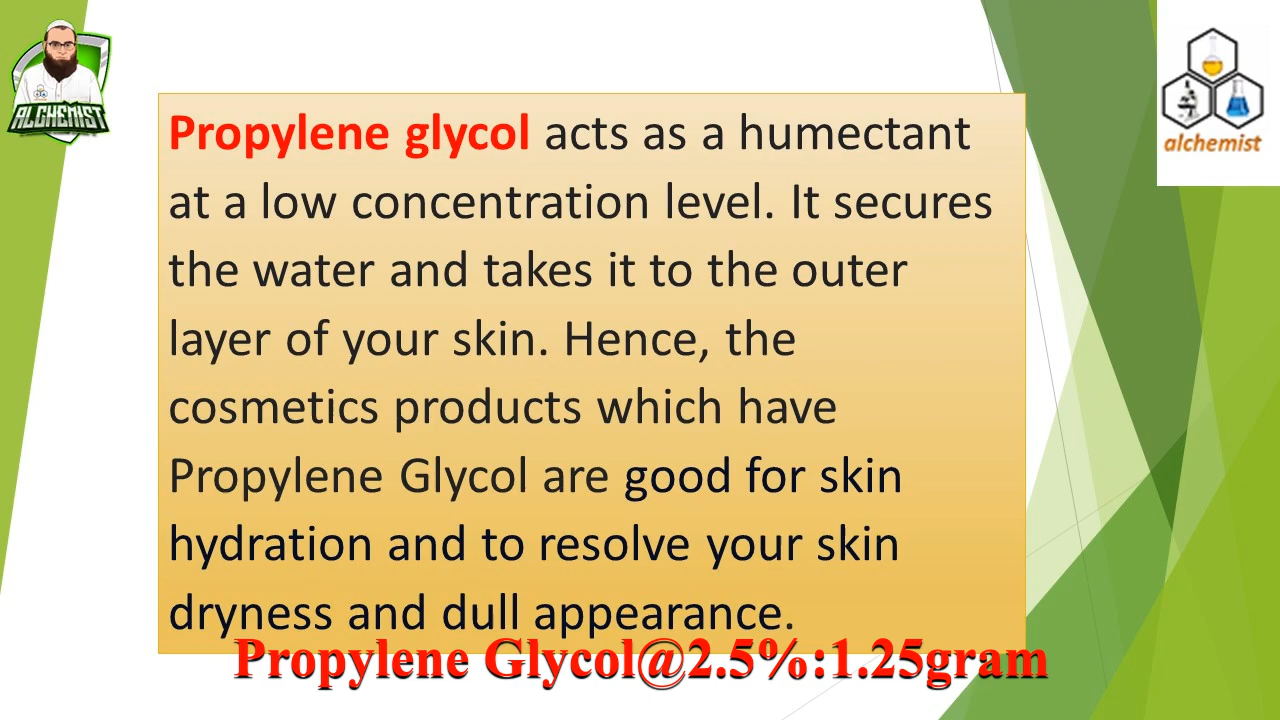 ALCHEMIST
alchemist
Propylene glycol acts as a humectant
at a low concentration level. It secures
the water and takes it to the outer
layer of your skin. Hence, the
cosmetics products which have
Propylene Glycol are good for skin
hydration and to resolve your skin
dryness and dull appearance.
Propylene Glycol@2.5%:1.25gram